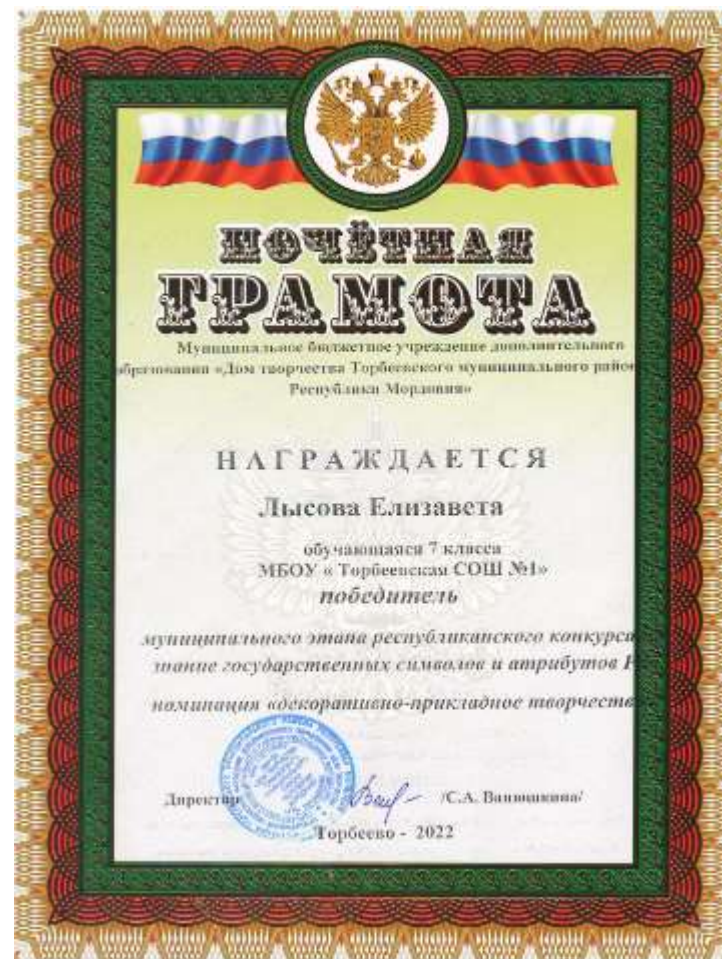 ПОЧЁТНАЯ
ГРАМОТА
Муниципальное бюджетное учреждение дополнительного
образования «Дом творчества Торбеевского муниципального
Республики Мордовия»
НАГРАЖДАЕТСЯ
Лысова Елизавета
обучающаяся 7 класса
МБОУ « Торбеевская СОШ №1»
победитель
муниципального этапа республиканского конкурса
знание государственных символов и атрибутов
номинация «декоративно-прикладное
Директор /С.А. Ванюшкина/
Торбеево - 2022